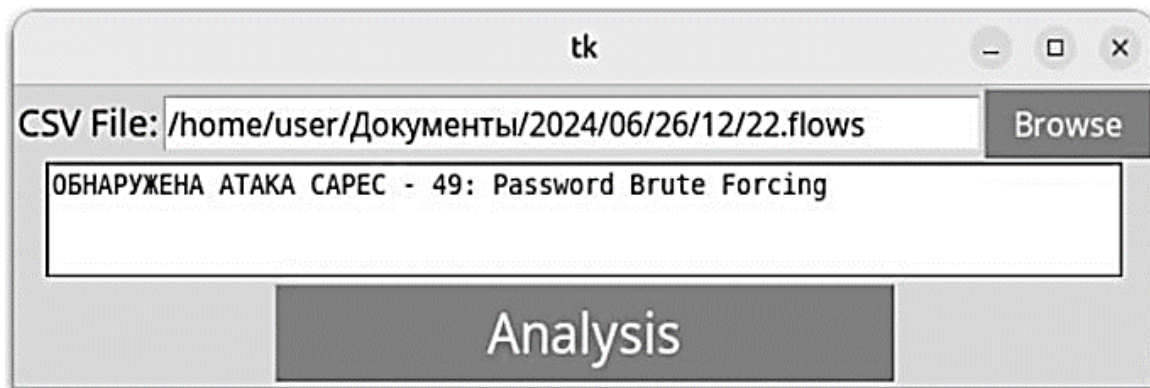 tk
CSV File: /home/user/Документы/2024/06/26/12/22.flows Browse
ОБНАРУЖЕНА АТАКА CAPEC - 49: Password Brute Forcing
Analysis